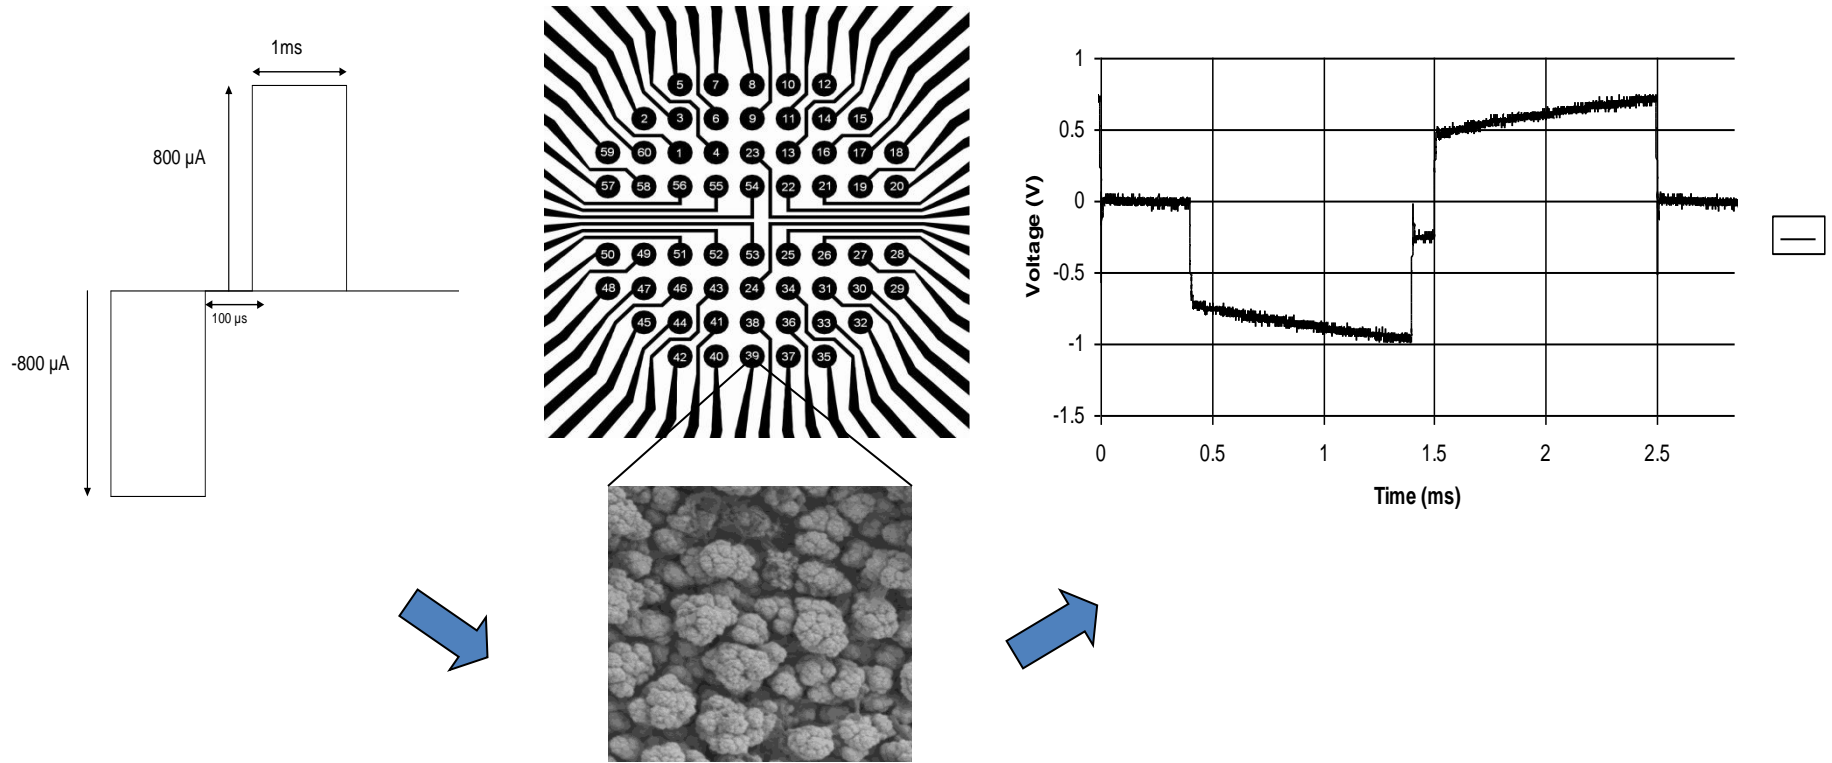 1ms
800 µA
100 µs
-800 µA
5 7 8 10 12
2 3 6 9 11 14 15
59 60 1 4 23 13 16 17 18
57 58 56 55 54 22 21 19 20
50 49 51 52 53 25 26 27 28
48 47 46 43 24 34 31 30 29
45 44 41 38 36 33 32
42 40 39 37 35
1
0.5
0
-0.5
-1
-1.5
Voltage (V)
0 0.5 1 1.5 2 2.5
Time (ms)